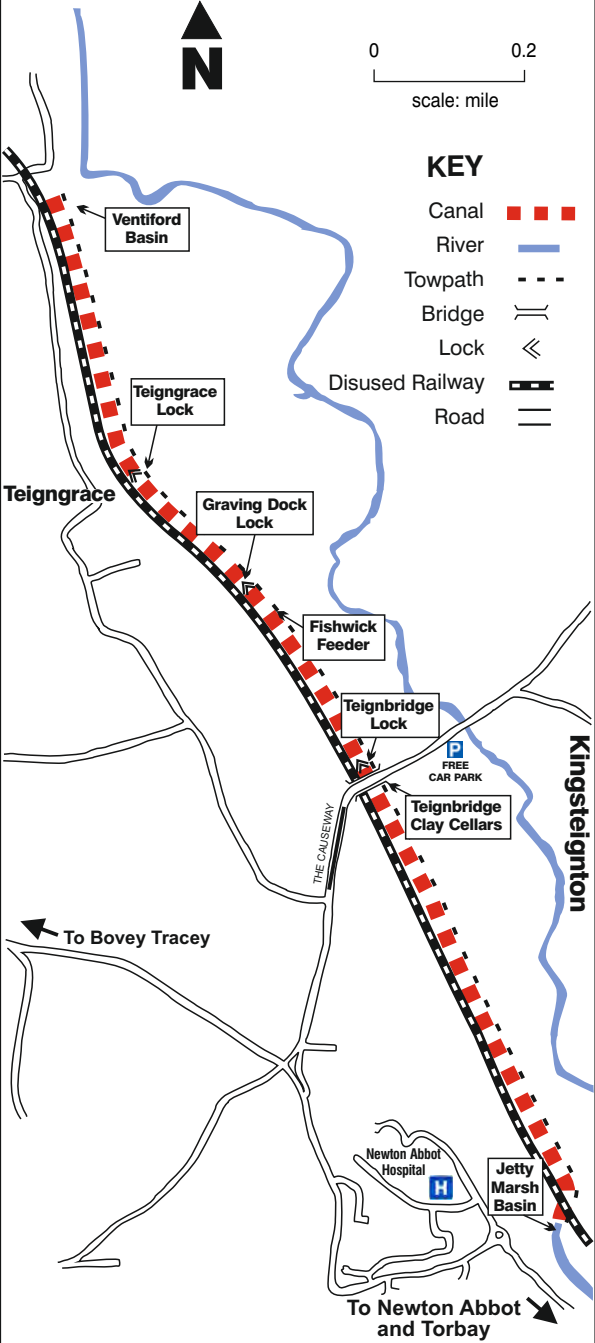 N
0 0.2
scale: mile
KEY
Canal
River
Towpath
Bridge
Lock
Disused Railway
Road
Ventiford
Basin
Teigngrace
Lock
Teigngrace
Graving Dock
Lock
Fishwick
Feeder
Teignbridge
Lock
P
FREE
CAR PARK
Kingsteignton
Teignbridge
Clay Cellars
THE CAUSEWAY
To Bovey Tracey
Newton Abbot
Hospital
H
Jetty
Marsh
Basin
To Newton Abbot
and Torbay